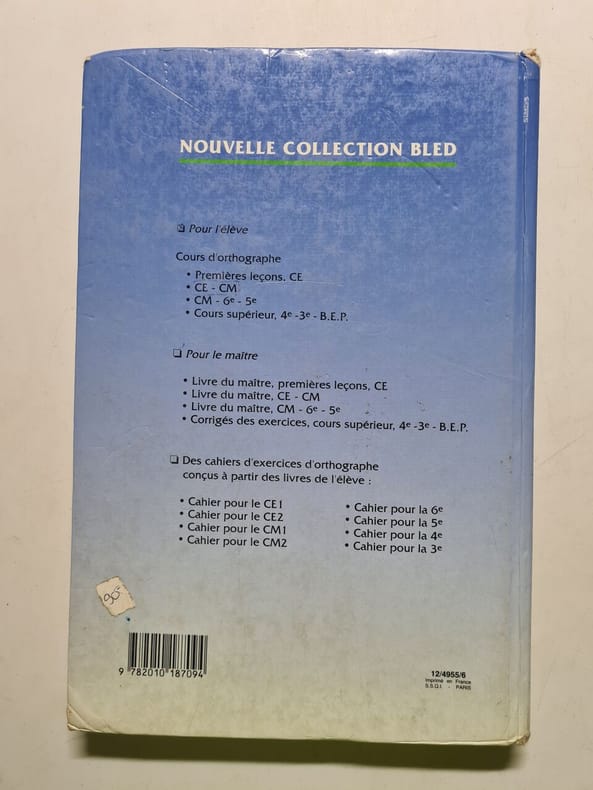 NOUVELLE COLLECTION BLED
Pour l'élève
Cours d'orthographe
• Premières leçons, CE
• CE - CM
• CM - 6e - 5e
• Cours supérieur, 4e -3e - B.E.P.
Pour le maître
• Livre du maître, premières leçons, CE
• Livre du maître, CE - CM
• Livre du maître, CM - 6e - 5e
• Corrigés des exercices, cours supérieur, 4e -3e - B.E.P.
Des cahiers d'exercices d'orthographe
conçus à partir des livres de l'élève :
• Cahier pour le CE1
• Cahier pour le CE2
• Cahier pour le CM1
• Cahier pour le CM2
• Cahier pour la 6e
• Cahier pour la 5e
• Cahier pour la 4e
• Cahier pour la 3e
90-
9 782010 187094
12/4955/6
Imprimé en France
S.S.Q.I. - PARIS